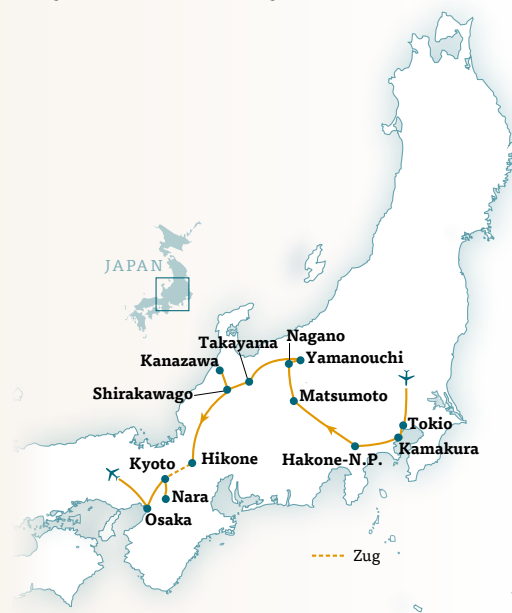 JAPAN
Nagano
Takayama
Yamanouchi
Kanazawa
Shirakawago
Matsumoto
Tokio
Kamakura
Hakone-N.P.
Hikone
Kyoto
Nara
Osaka
Zug